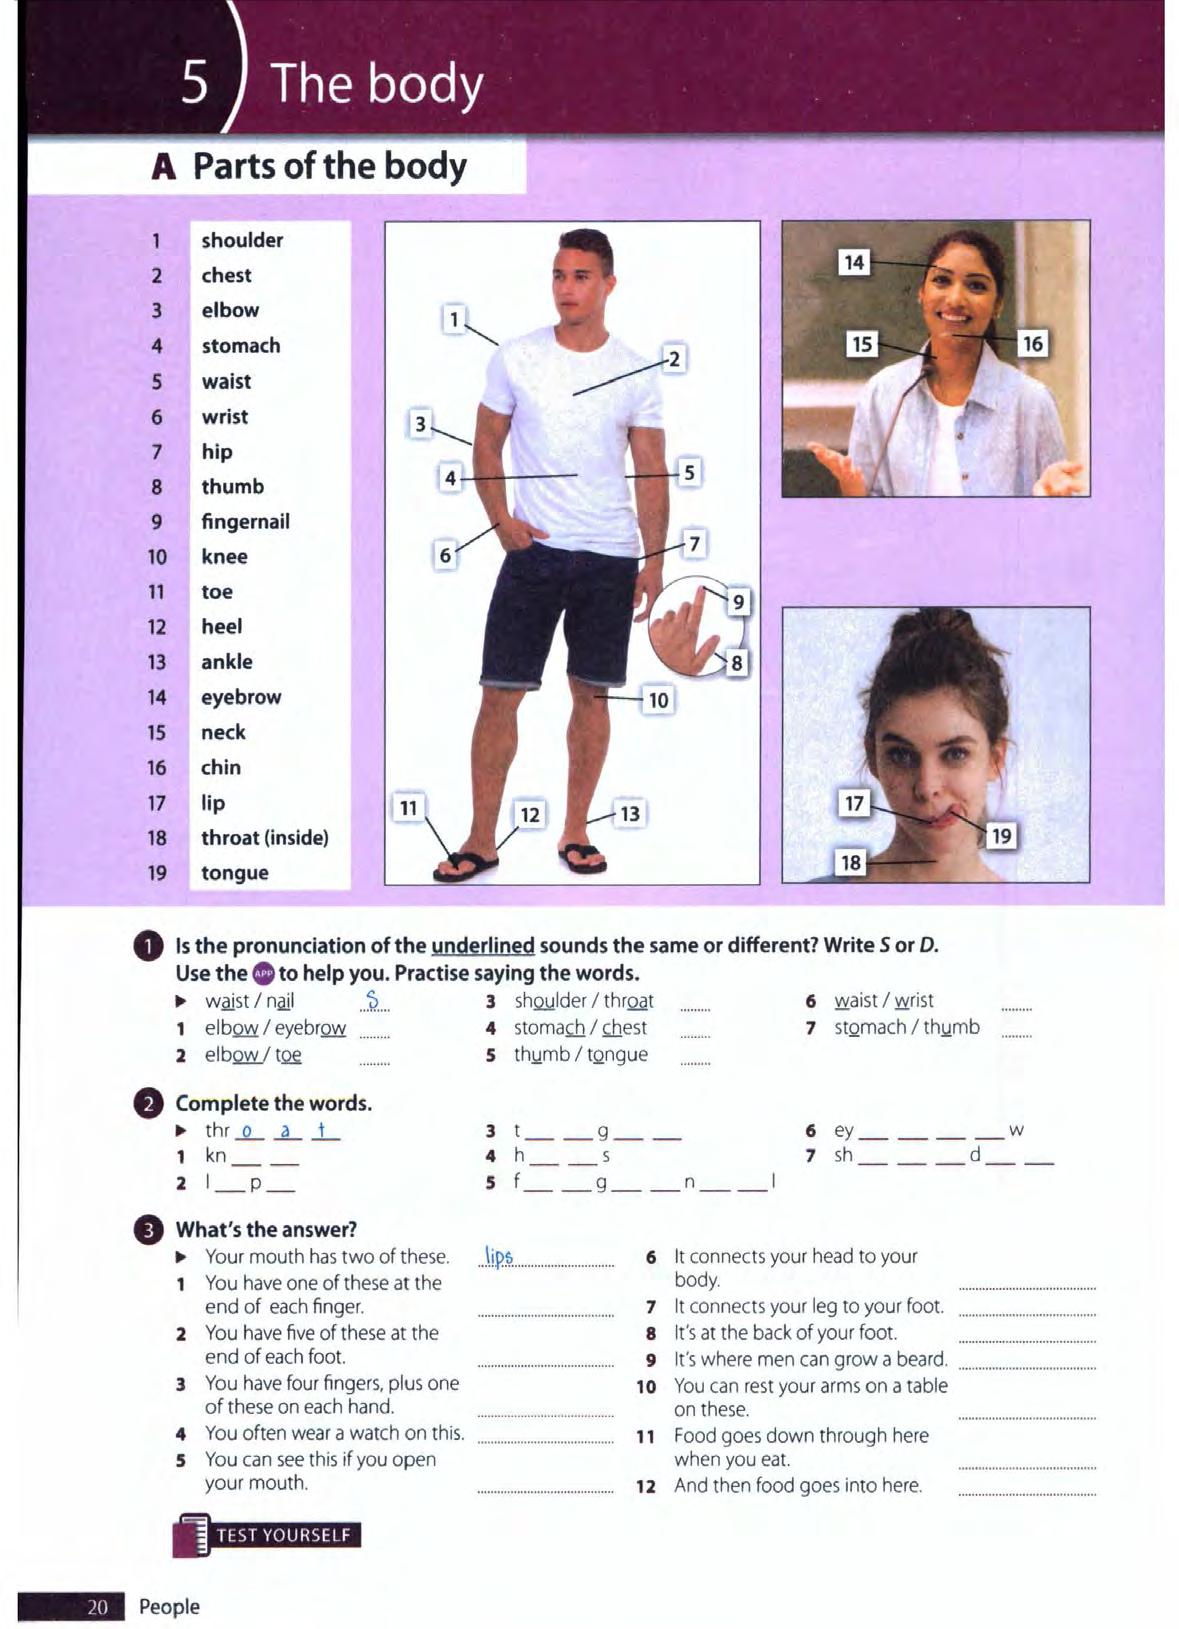 5 The body
A Parts of the body
1 shoulder
2 chest
3 elbow
4 stomach
5 waist
6 wrist
7 hip
8 thumb
9 fingernail
10 knee
11 toe
12 heel
13 ankle
14 eyebrow
15 neck
16 chin
17 lip
18 throat (inside)
19 tongue
1
2
3
4
5
6
7
9
8
10
11
12
13
14
15
16
17
19
18
1 Is the pronunciation of the underlined sounds the same or different? Write S or D.
Use the APP to help you. Practise saying the words.
▶ waist / nail S
1 elbow / eyebrow ........
2 elbow / toe ........
3 shoulder / throat ........
4 stomach / chest ........
5 thumb / tongue ........
6 waist / wrist ........
7 stomach / thumb ........
2 Complete the words.
▶ thr o a t
1 kn __ __
2 l __ p __
3 t __ __ g __ __
4 h __ __ s
5 f __ __ g __ __ n __ __ l
6 ey __ __ __ __ w
7 sh __ __ __ d __ __
3 What's the answer?
▶ Your mouth has two of these. lips
1 You have one of these at the
end of each finger. ........
2 You have five of these at the
end of each foot. ........
3 You have four fingers, plus one
of these on each hand. ........
4 You often wear a watch on this. ........
5 You can see this if you open
your mouth. ........
6 It connects your head to your
body. ........
7 It connects your leg to your foot. ........
8 It's at the back of your foot. ........
9 It's where men can grow a beard. ........
10 You can rest your arms on a table
on these. ........
11 Food goes down through here
when you eat. ........
12 And then food goes into here. ........
TEST YOURSELF
20 People